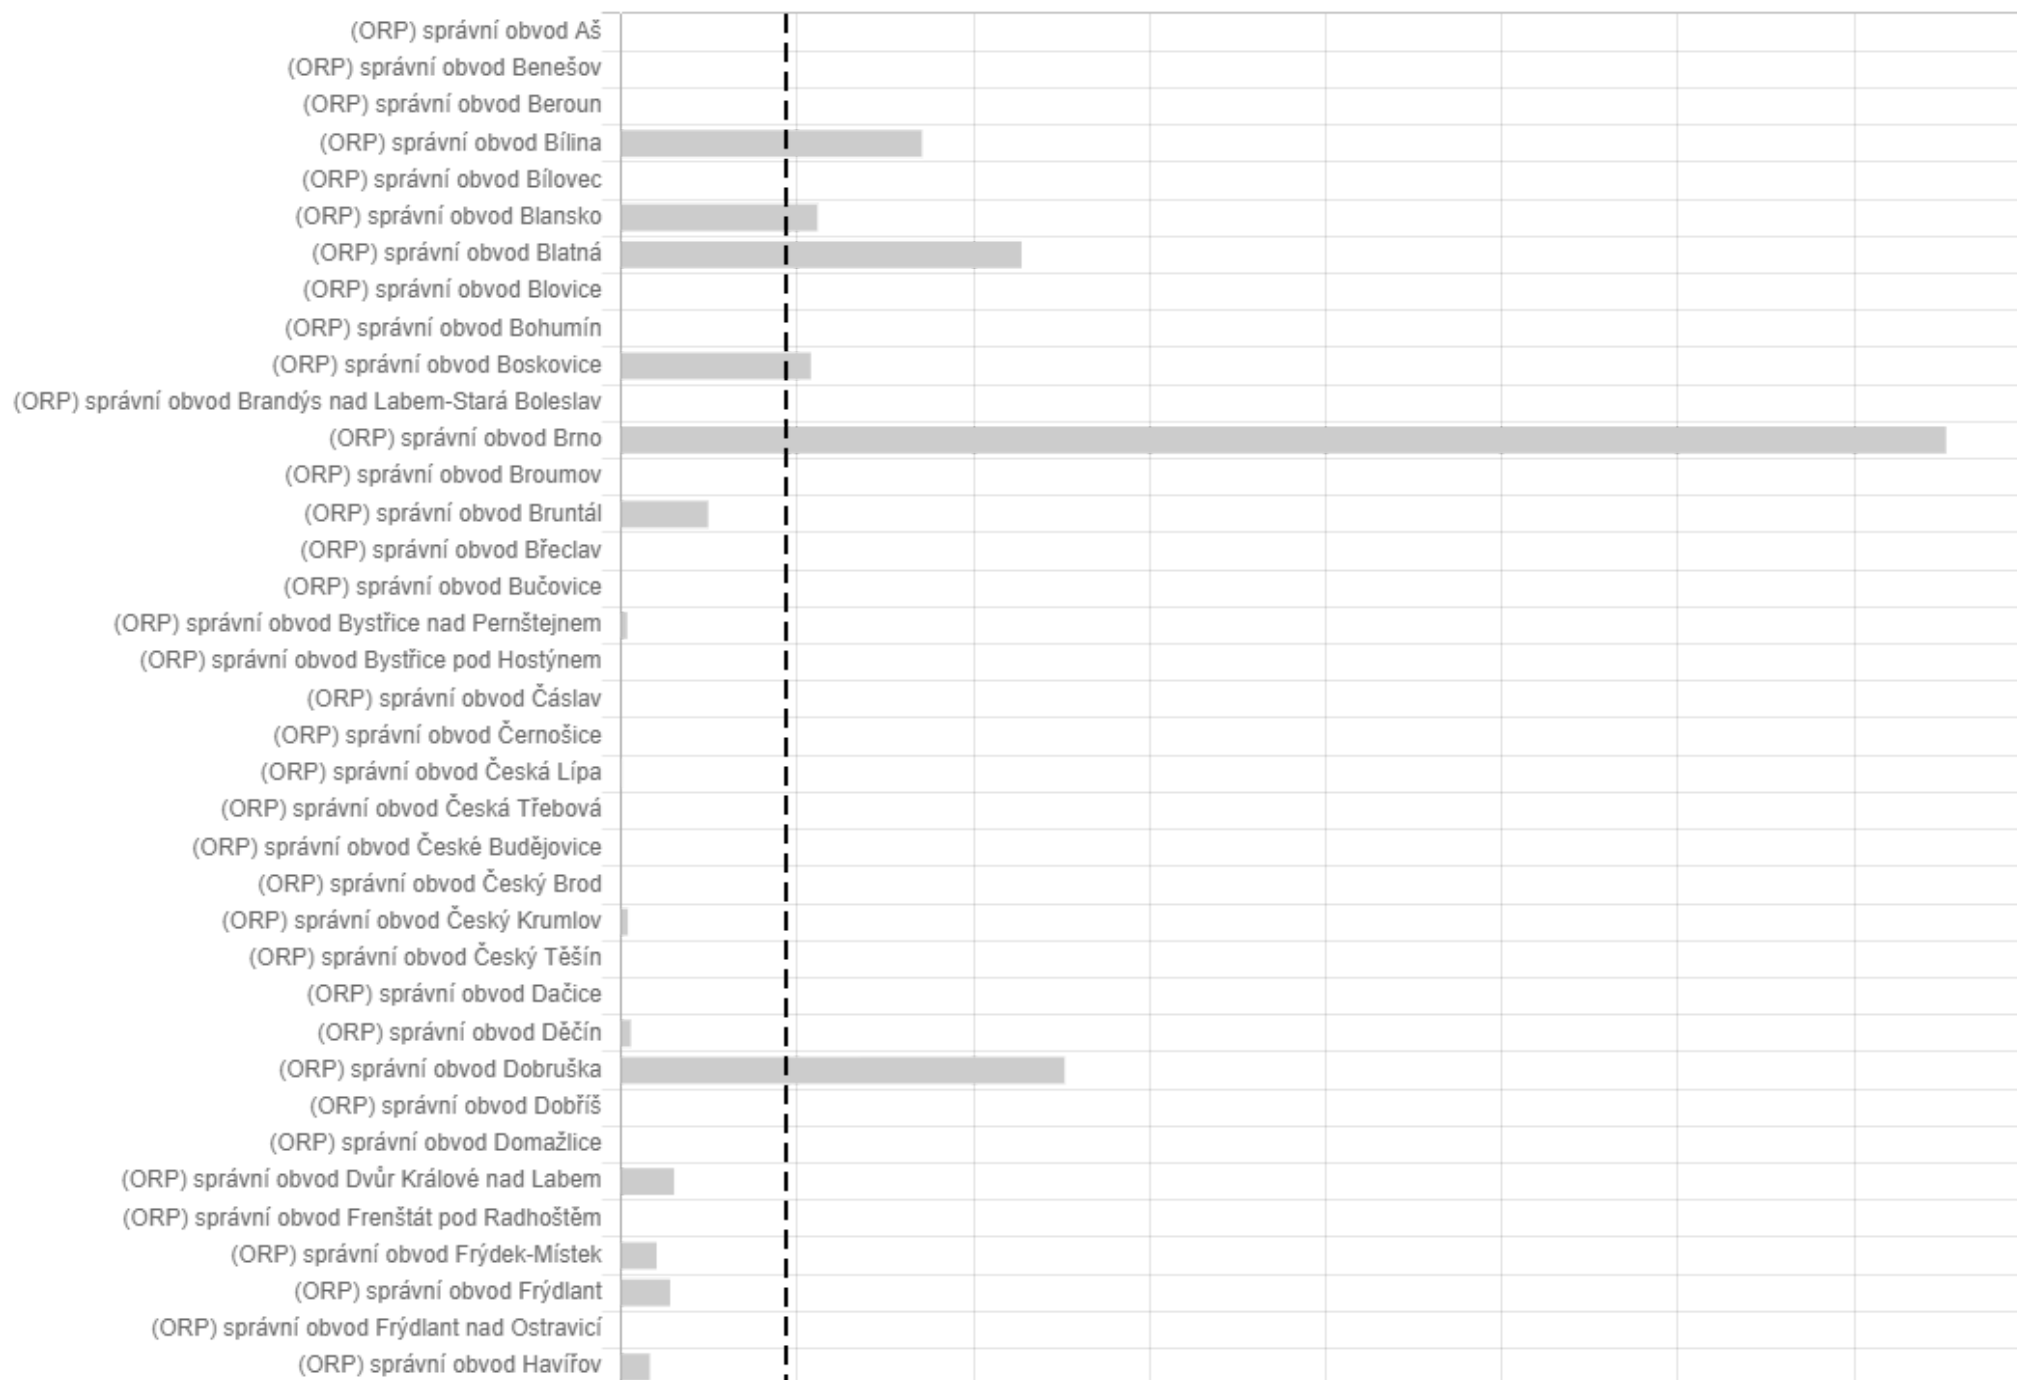 (ORP) správní obvod Aš
(ORP) správní obvod Benešov
(ORP) správní obvod Beroun
(ORP) správní obvod Bílina
(ORP) správní obvod Bílovec
(ORP) správní obvod Blansko
(ORP) správní obvod Blatná
(ORP) správní obvod Blovice
(ORP) správní obvod Bohumín
(ORP) správní obvod Boskovice
(ORP) správní obvod Brandýs nad Labem-Stará Boleslav
(ORP) správní obvod Brno
(ORP) správní obvod Broumov
(ORP) správní obvod Bruntál
(ORP) správní obvod Břeclav
(ORP) správní obvod Bučovice
(ORP) správní obvod Bystřice nad Pernštejnem
(ORP) správní obvod Bystřice pod Hostýnem
(ORP) správní obvod Čáslav
(ORP) správní obvod Černošice
(ORP) správní obvod Česká Lípa
(ORP) správní obvod Česká Třebová
(ORP) správní obvod České Budějovice
(ORP) správní obvod Český Brod
(ORP) správní obvod Český Krumlov
(ORP) správní obvod Český Těšín
(ORP) správní obvod Dačice
(ORP) správní obvod Děčín
(ORP) správní obvod Dobruška
(ORP) správní obvod Dobříš
(ORP) správní obvod Domažlice
(ORP) správní obvod Dvůr Králové nad Labem
(ORP) správní obvod Frenštát pod Radhoštěm
(ORP) správní obvod Frýdek-Místek
(ORP) správní obvod Frýdlant
(ORP) správní obvod Frýdlant nad Ostravicí
(ORP) správní obvod Havířov